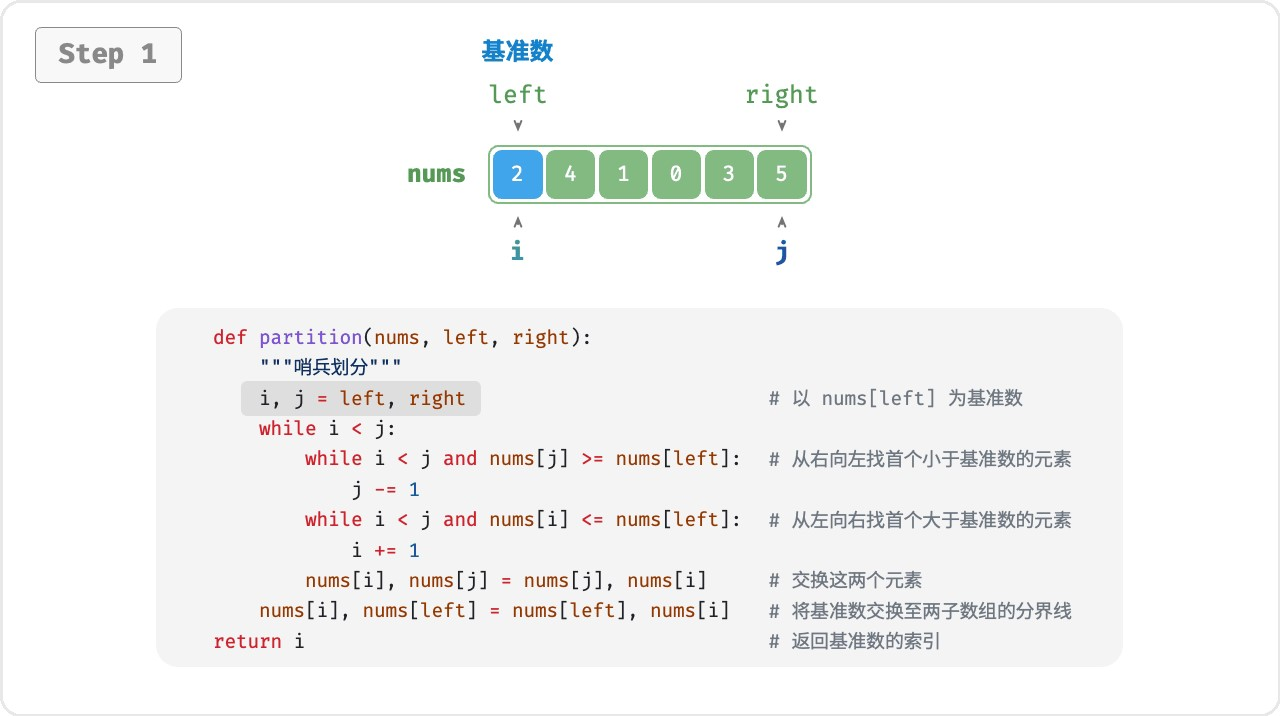 Step 1
基准数
left right
nums 2 4 1 0 3 5
i j
def partition(nums, left, right):
    """哨兵划分"""
    i, j = left, right # 以 nums[left] 为基准数
    while i < j:
        while i < j and nums[j] >= nums[left]: # 从右向左找首个小于基准数的元素
            j -= 1
        while i < j and nums[i] <= nums[left]: # 从左向右找首个大于基准数的元素
            i += 1
        nums[i], nums[j] = nums[j], nums[i] # 交换这两个元素
    nums[i], nums[left] = nums[left], nums[i] # 将基准数交换至两子数组的分界线
return i # 返回基准数的索引